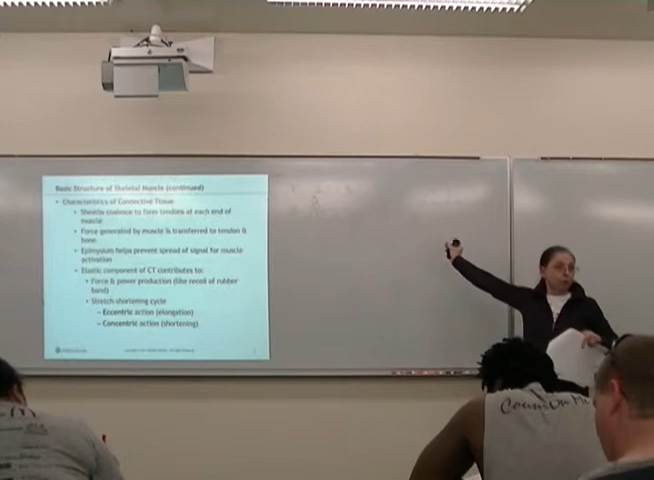 Basic Structure of Skeletal Muscle (continued)
• Characteristics of Connective Tissue
• Sheaths coalesce to form tendons at each end of
muscle
• Force generated by muscle is transferred to tendon &
bone
• Epimysium helps prevent spread of signal for muscle
activation
• Elastic component of CT contributes to:
• Force & power production (like recoil of rubber
band)
• Stretch-shortening cycle
– Eccentric action (elongation)
– Concentric action (shortening)